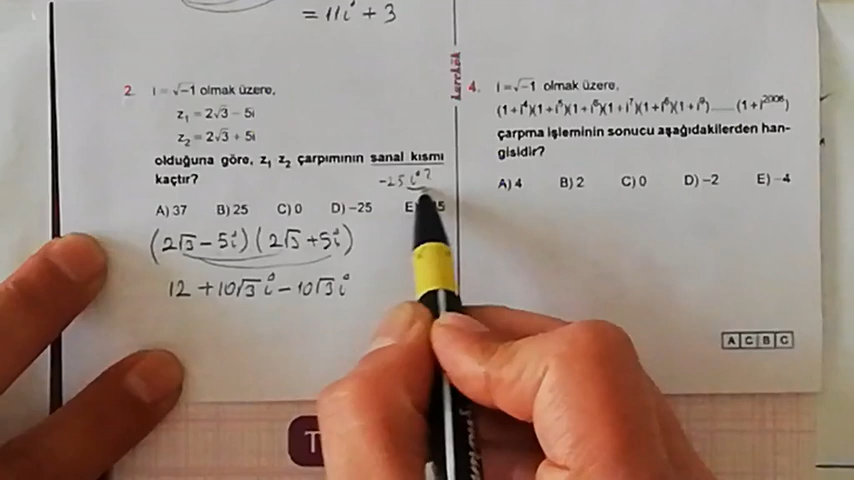 = 11i + 3
2. i = √-1 olmak üzere,
z₁ = 2√3 - 5i
z₂ = 2√3 + 5i
olduğuna göre, z₁ z₂ çarpımının sanal kısmı
kaçtır?
-25i²
A) 37 B) 25 C) 0 D) -25
(2√3 - 5i) (2√3 + 5i)
12 + 10√3 i - 10√3 i
karekök
4. i = √-1 olmak üzere,
(1+i⁴)(1+i⁵)(1+i⁶)(1+i⁷)(1+i⁸)(1+i⁹)......(1+i²⁰⁰⁶)
çarpma işleminin sonucu aşağıdakilerden han-
gisidir?
A) 4 B) 2 C) 0 D) -2 E) -4
A C B C
T